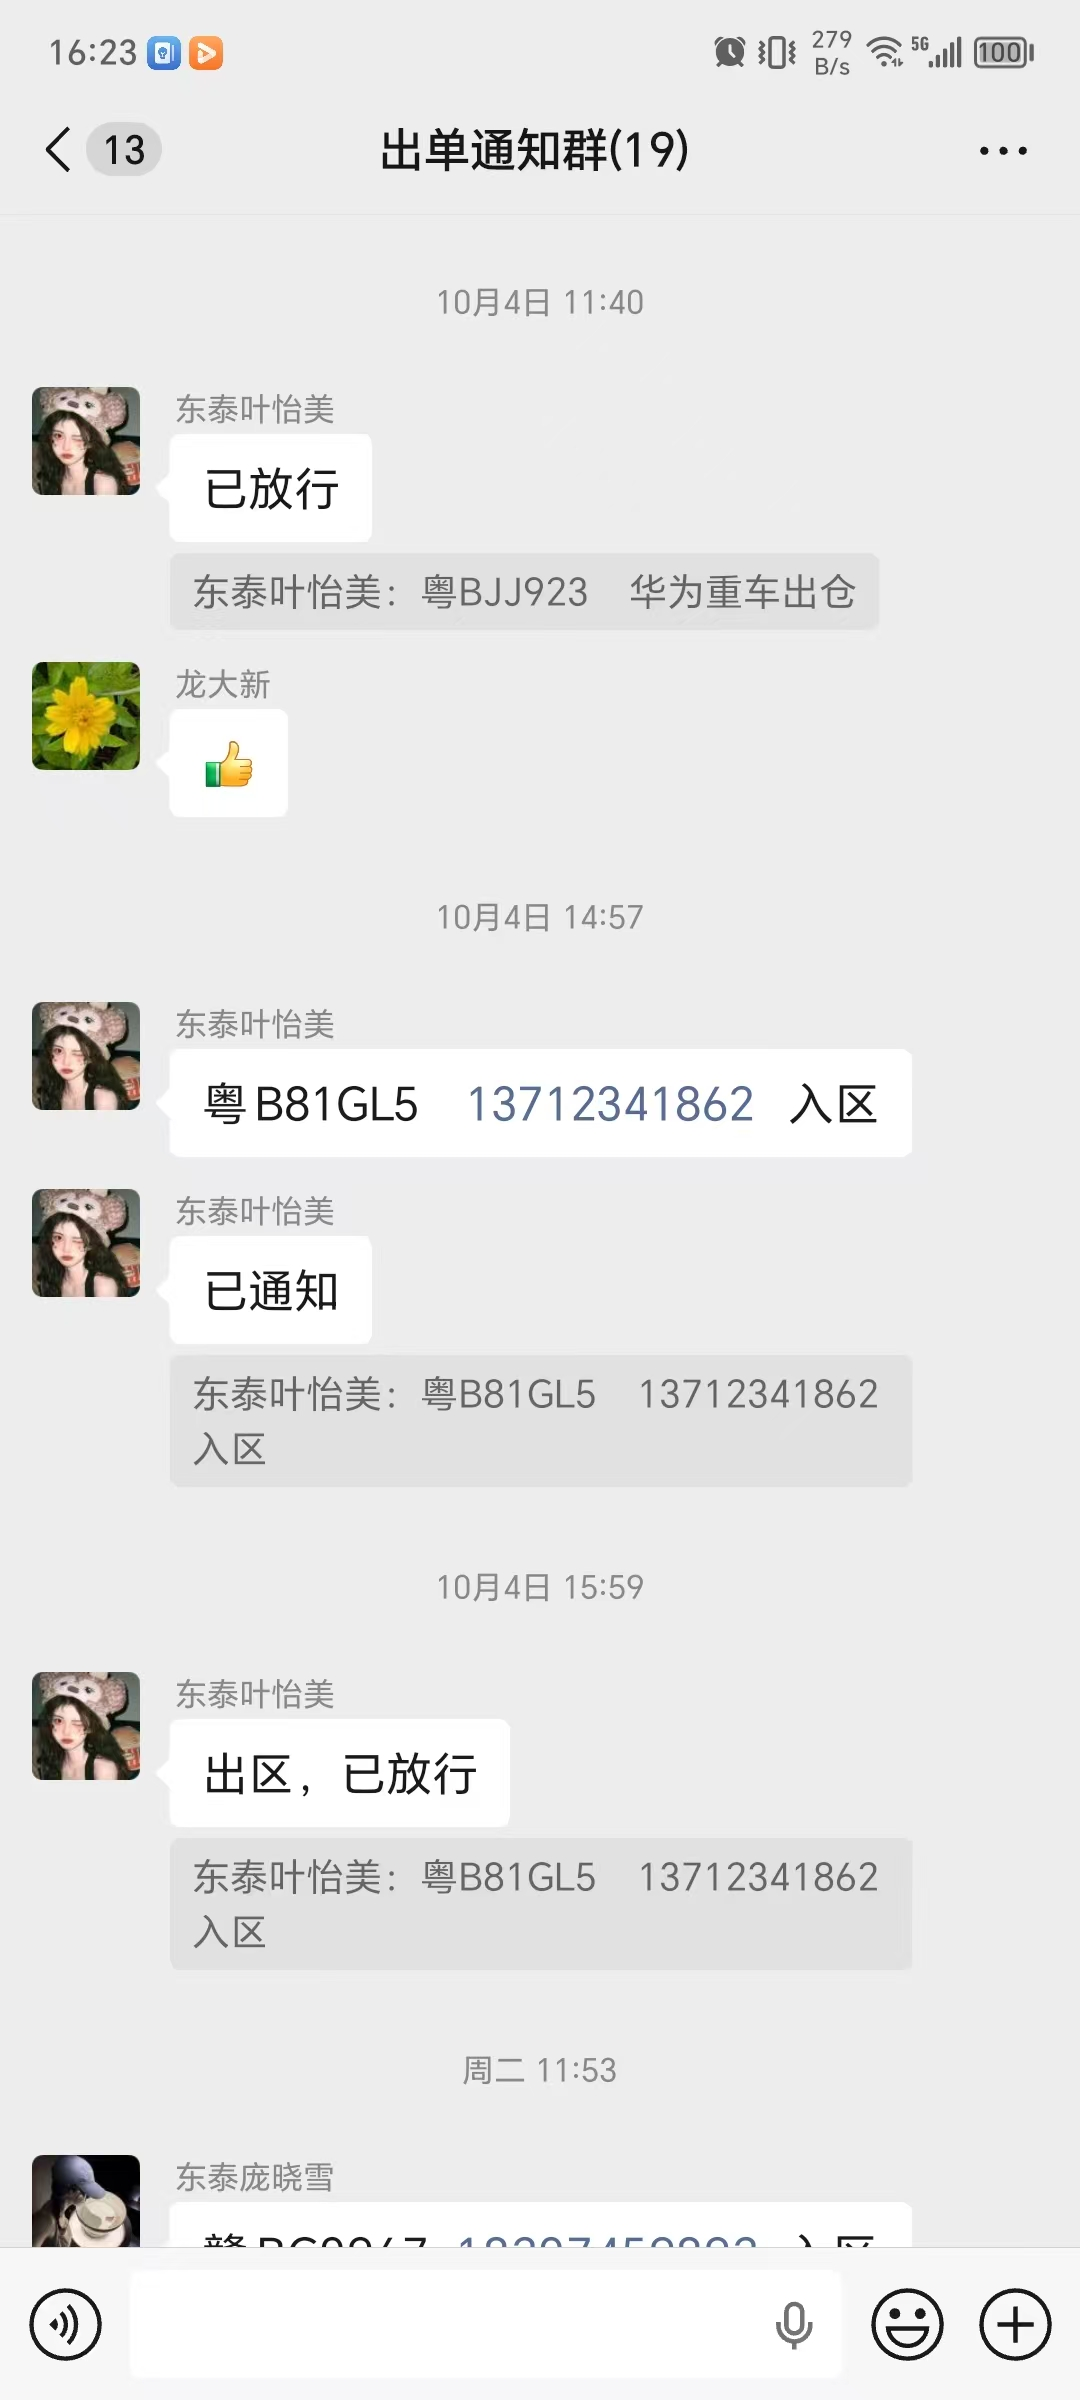 16:23
279
B/s
5G
100
13
出单通知群(19)
10月4日 11:40
东泰叶怡美
已放行
东泰叶怡美：粤BJJ923 华为重车出仓
龙大新
10月4日 14:57
东泰叶怡美
粤B81GL5 13712341862 入区
东泰叶怡美
已通知
东泰叶怡美：粤B81GL5 13712341862
入区
10月4日 15:59
东泰叶怡美
出区，已放行
东泰叶怡美：粤B81GL5 13712341862
入区
周二 11:53
东泰庞晓雪
入区